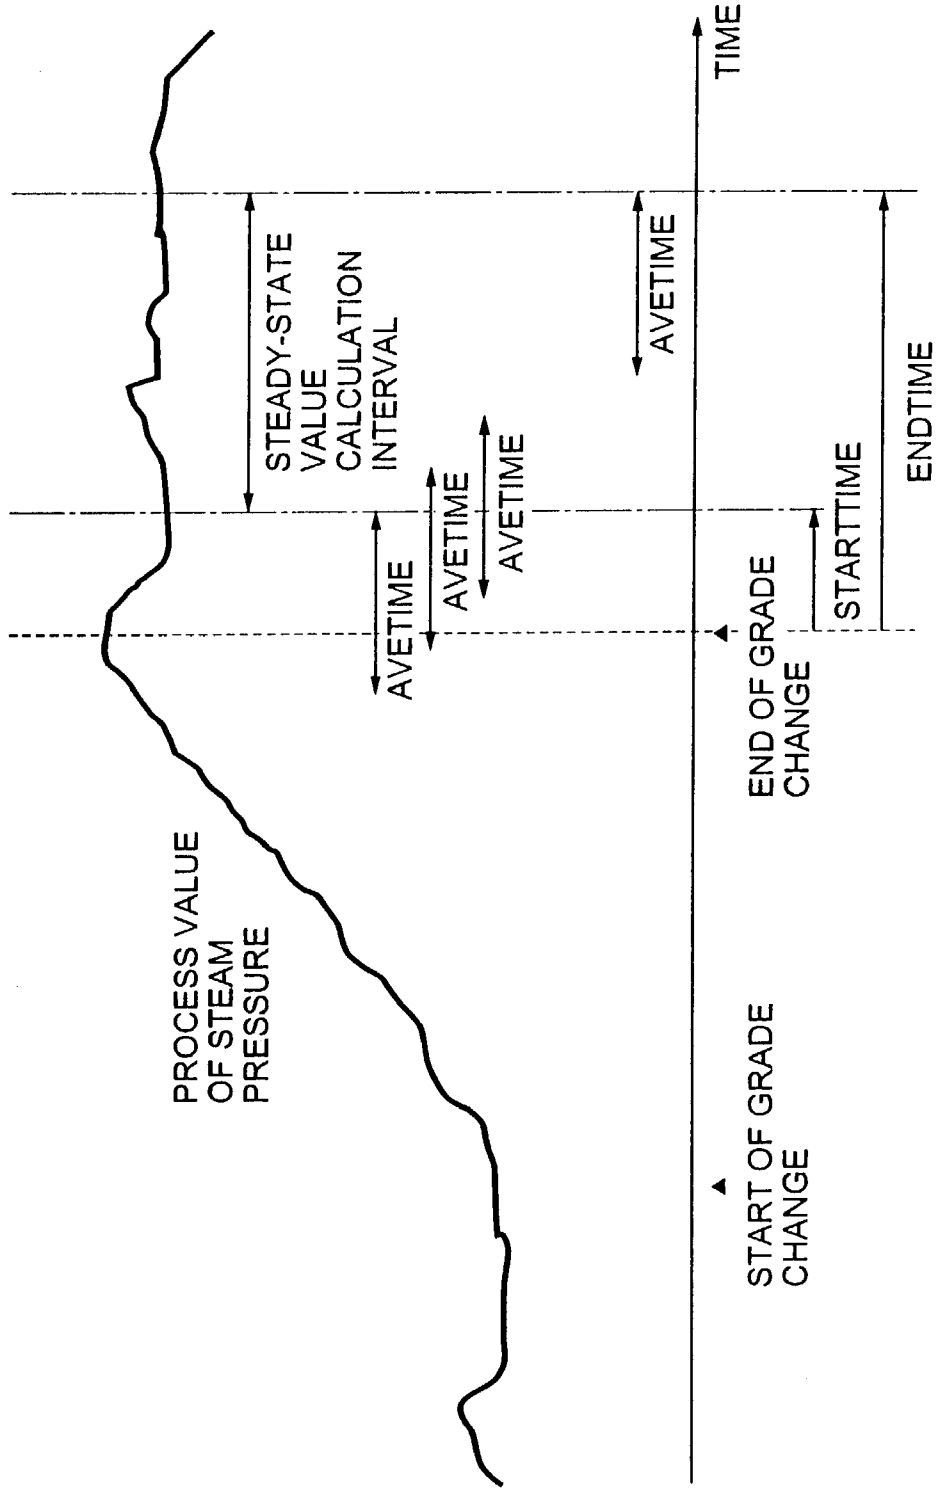 PROCESS VALUE
OF STEAM
PRESSURE
STEADY-STATE
VALUE
CALCULATION
INTERVAL
AVETIME
AVETIME
AVETIME
AVETIME
TIME
START OF GRADE
CHANGE
END OF GRADE
CHANGE
STARTTIME
ENDTIME